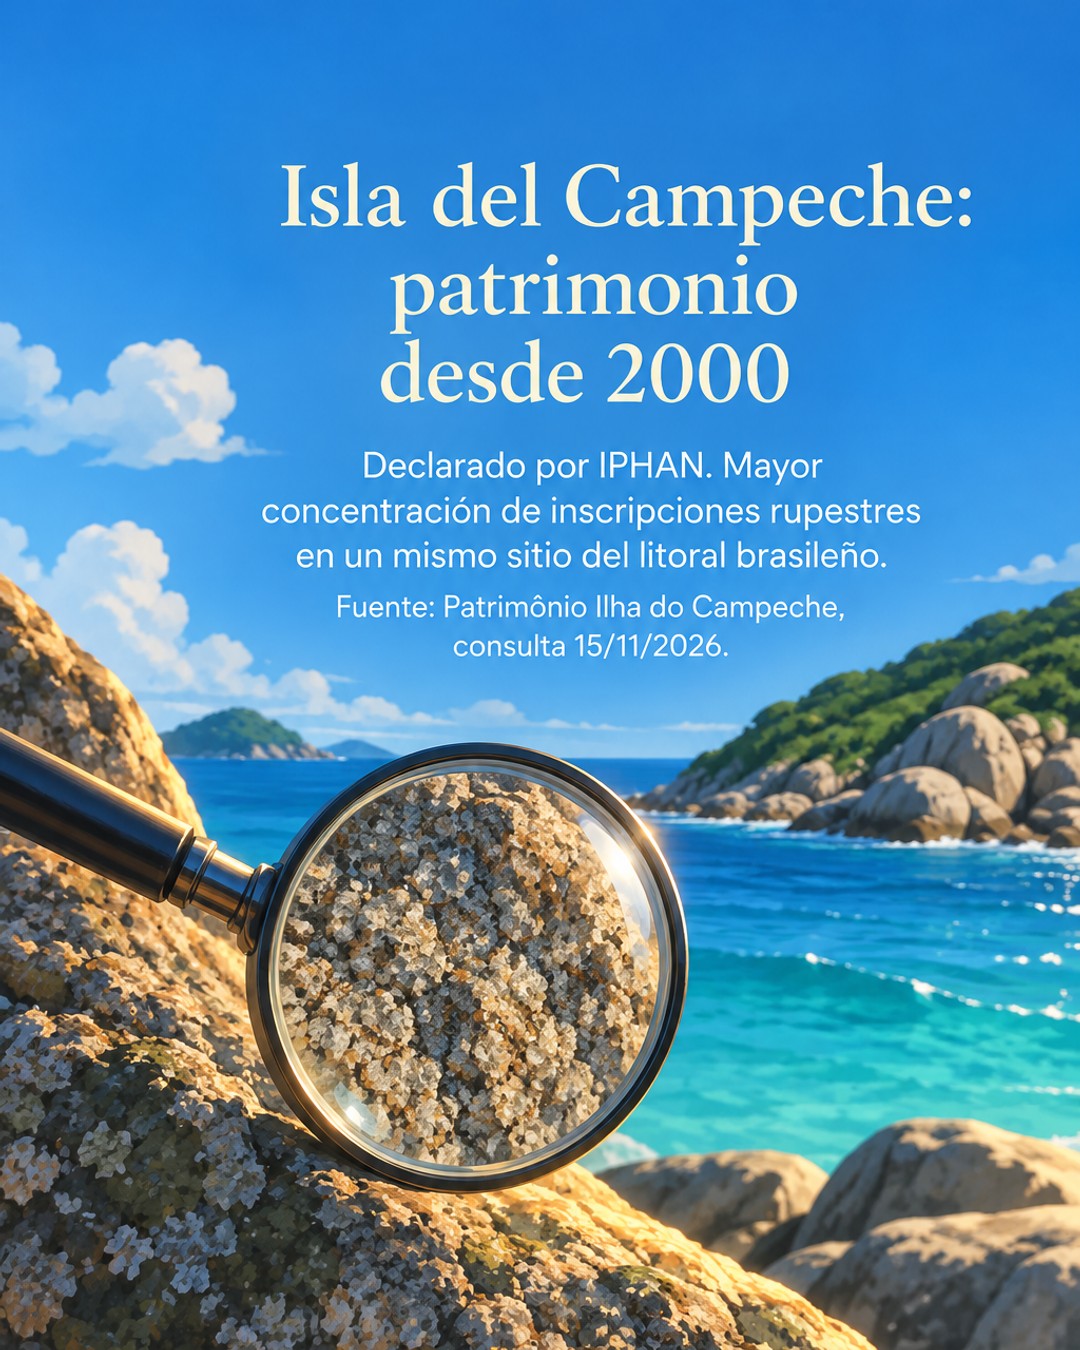 Isla del Campeche:
patrimonio
desde 2000
Declarado por IPHAN. Mayor
concentración de inscripciones rupestres
en un mismo sitio del litoral brasileño.
Fuente: Patrimônio Ilha do Campeche,
consulta 15/11/2026.